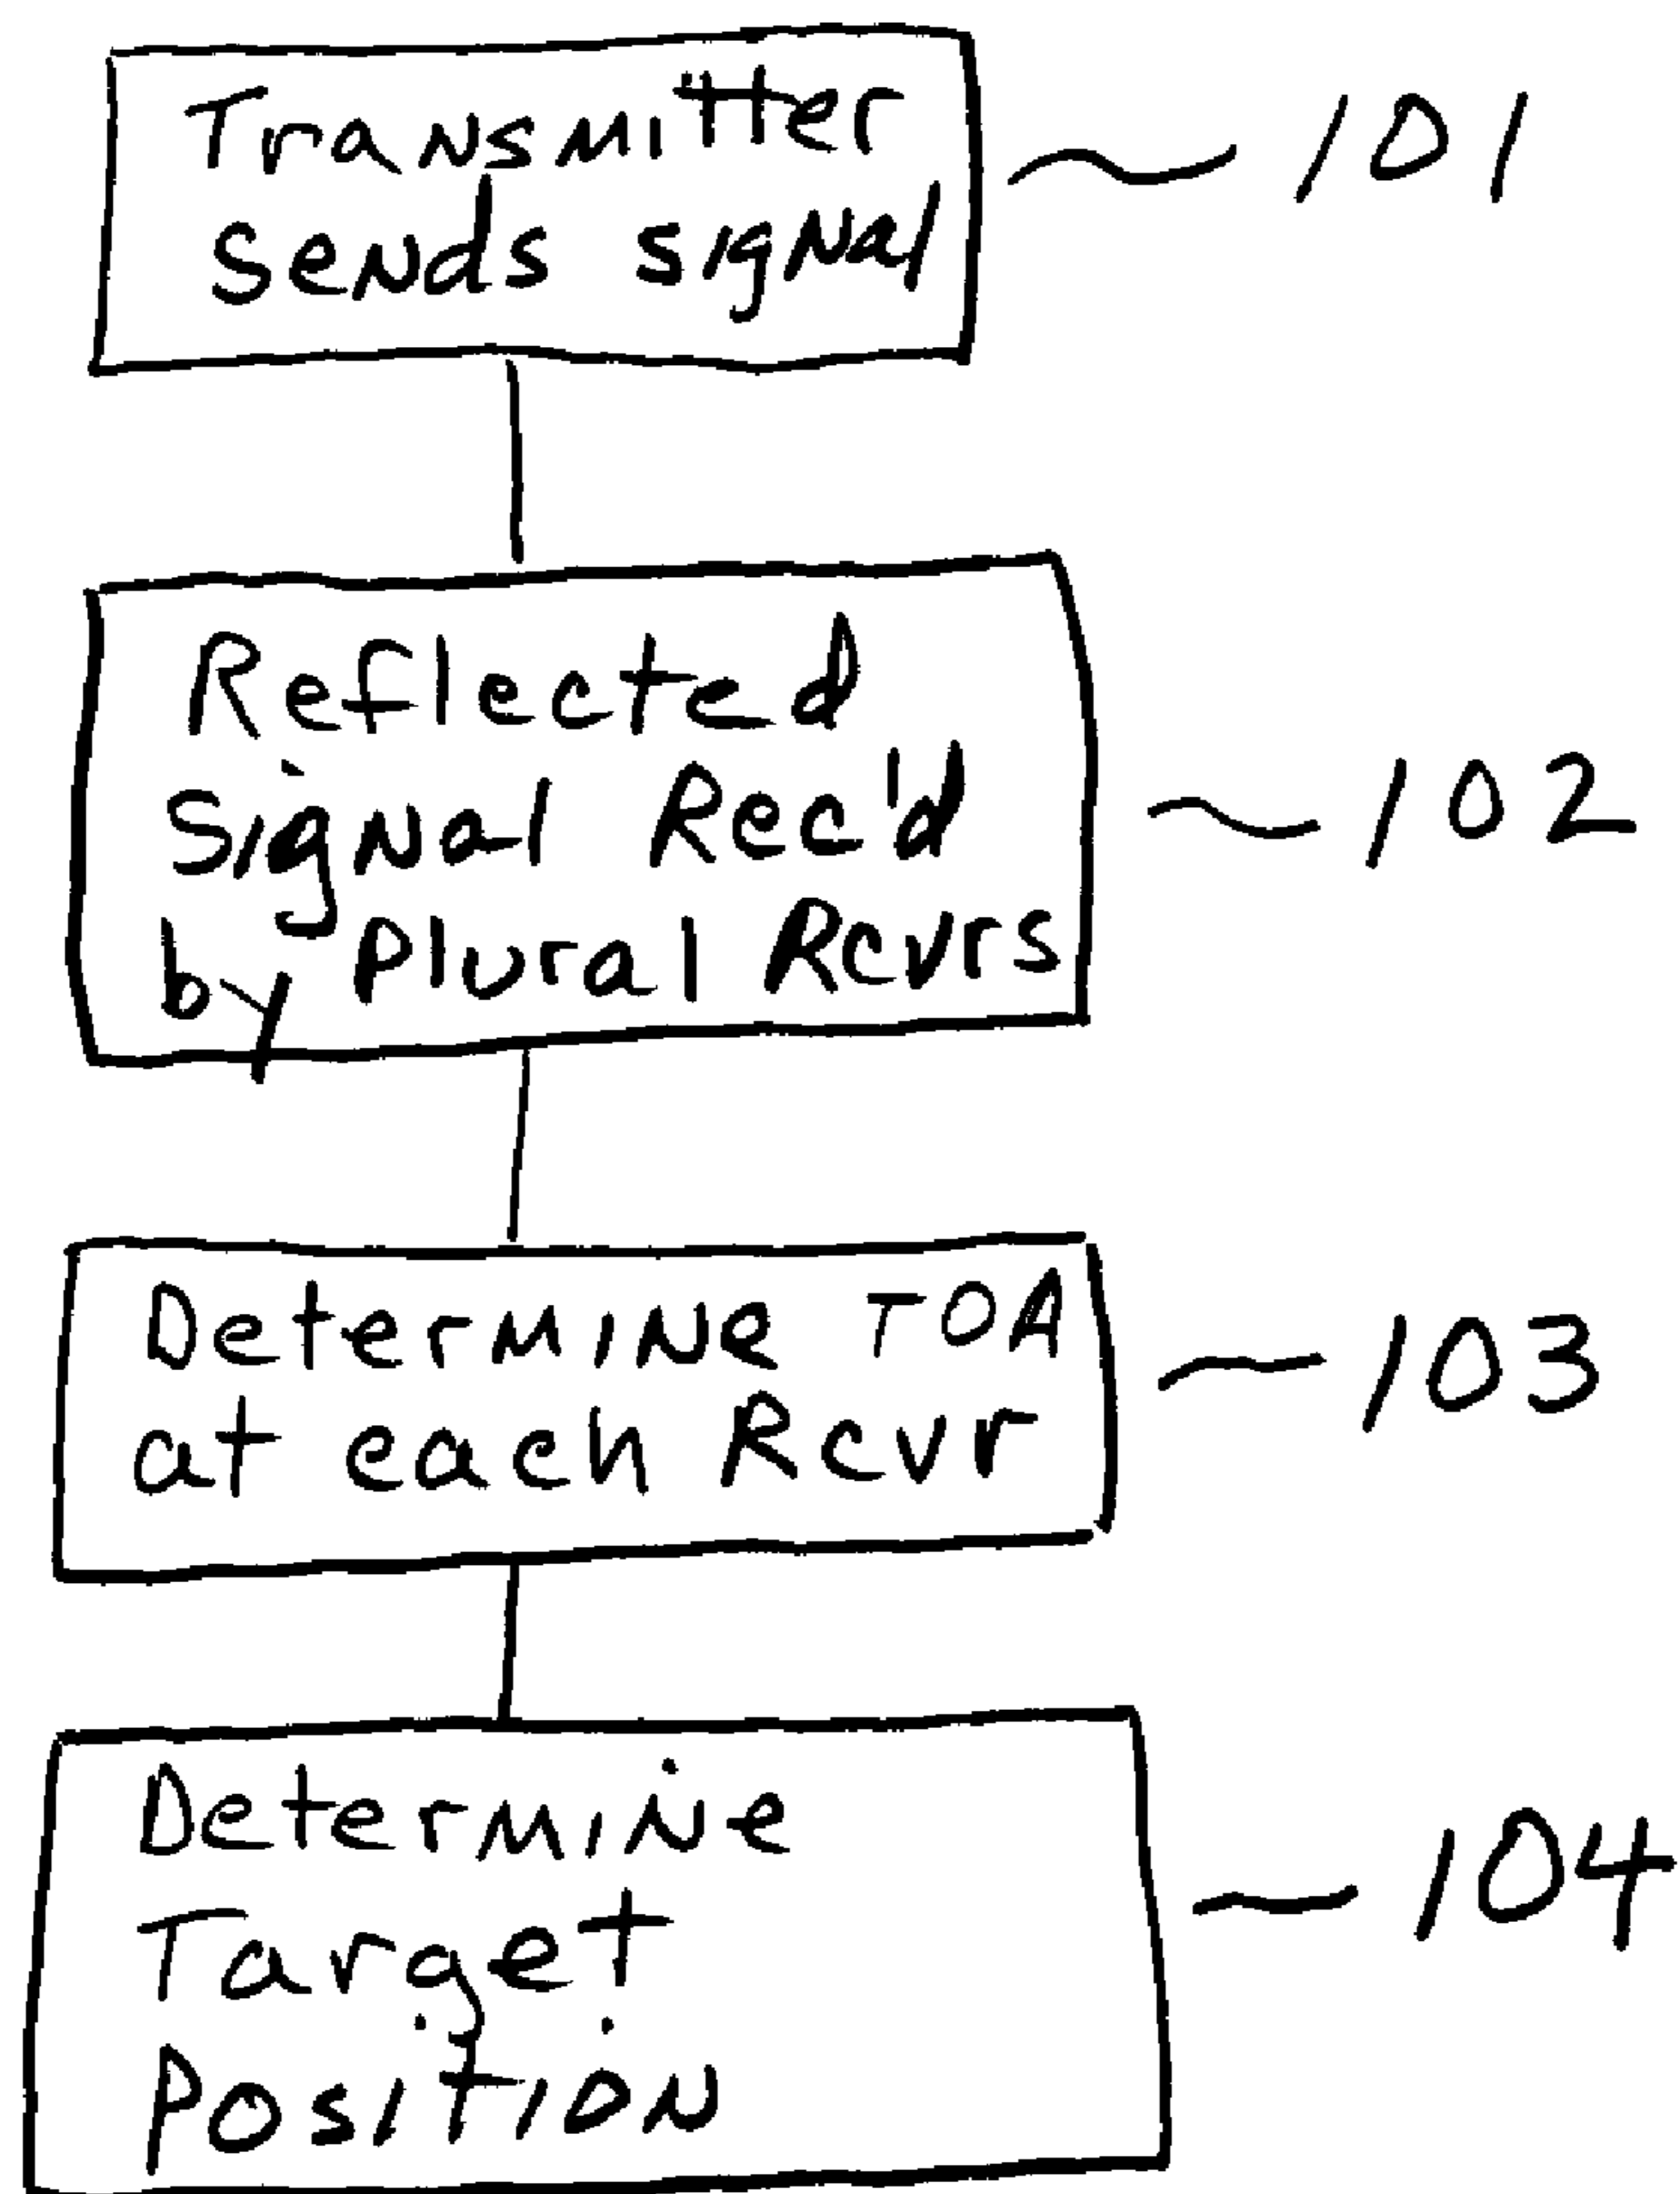 Transmitter
sends signal
101
Reflected
Signal Rec'd
by Plural Rcvrs
102
Determine TOA
at each Rcvr
103
Determine
Target
Position
104